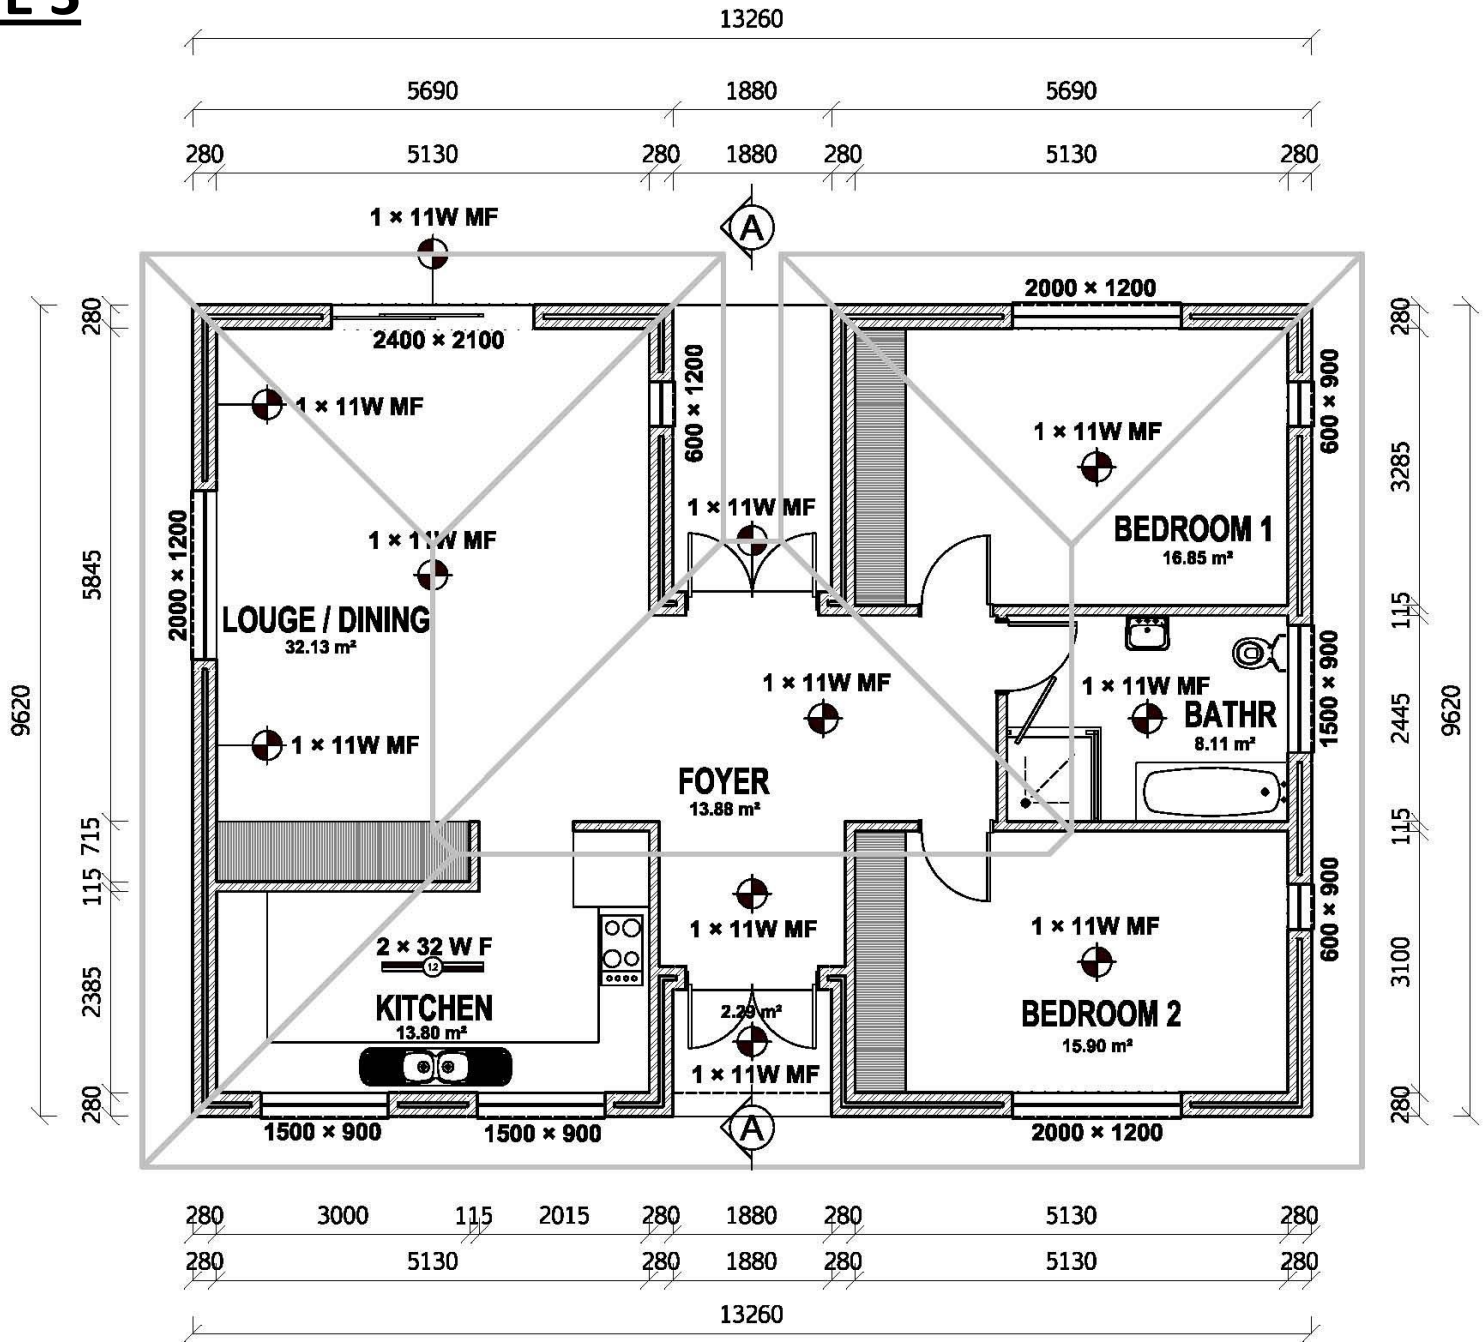 E 3
13260
5690 1880 5690
280 5130 280 1880 280 5130 280
1 × 11W MF
A
2000 × 1200
2400 × 2100
280
280
600 × 1200
600 × 900
1 × 11W MF
1 × 11W MF
3285
1 × 11W MF
1 × 11W MF
BEDROOM 1
16.85 m²
2000 × 1200
5845
LOUGE / DINING
32.13 m²
115
1 × 11W MF
1 × 11W MF
1500 × 900
BATHR
8.11 m²
2445
9620
9620
1 × 11W MF
FOYER
13.88 m²
715
115
115
600 × 900
1 × 11W MF
1 × 11W MF
2 × 32 W F
12
KITCHEN
13.80 m²
2385
3100
2.29 m²
BEDROOM 2
15.90 m²
1 × 11W MF
280
280
A
1500 × 900 1500 × 900
2000 × 1200
280 3000 115 2015 280 1880 280 5130 280
280 5130 280 1880 280 5130 280
13260